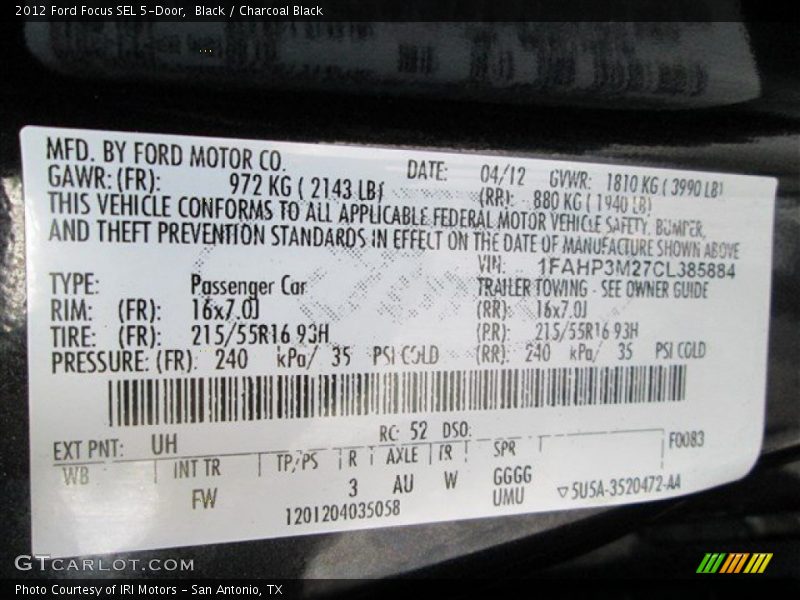 2012 Ford Focus SEL 5-Door, Black / Charcoal Black
MFD. BY FORD MOTOR CO. DATE: 04/12 GVWR: 1810 KG ( 3990 LB)
GAWR: (FR): 972 KG ( 2143 LB) (RR): 880 KG ( 1940 LB)
THIS VEHICLE CONFORMS TO ALL APPLICABLE FEDERAL MOTOR VEHICLE SAFETY, BUMPER,
AND THEFT PREVENTION STANDARDS IN EFFECT ON THE DATE OF MANUFACTURE SHOWN ABOVE
VIN: 1FAHP3M27CL385884
TYPE: Passenger Car TRAILER TOWING - SEE OWNER GUIDE
RIM: (FR): 16x7.0J (RR): 16x7.0J
TIRE: (FR): 215/55R16 93H (RR): 215/55R16 93H
PRESSURE: (FR): 240 kPa/ 35 PSI COLD (RR): 240 kPa/ 35 PSI COLD
EXT PNT: UH RC: 52 DSO: F0083
WB INT TR TP/PS R AXLE TR SPR
FW 3 AU W GGGG
UMU ▽5U5A-3520472-AA
1201204035058
GTcarlot.com
Photo Courtesy of IRI Motors - San Antonio, TX